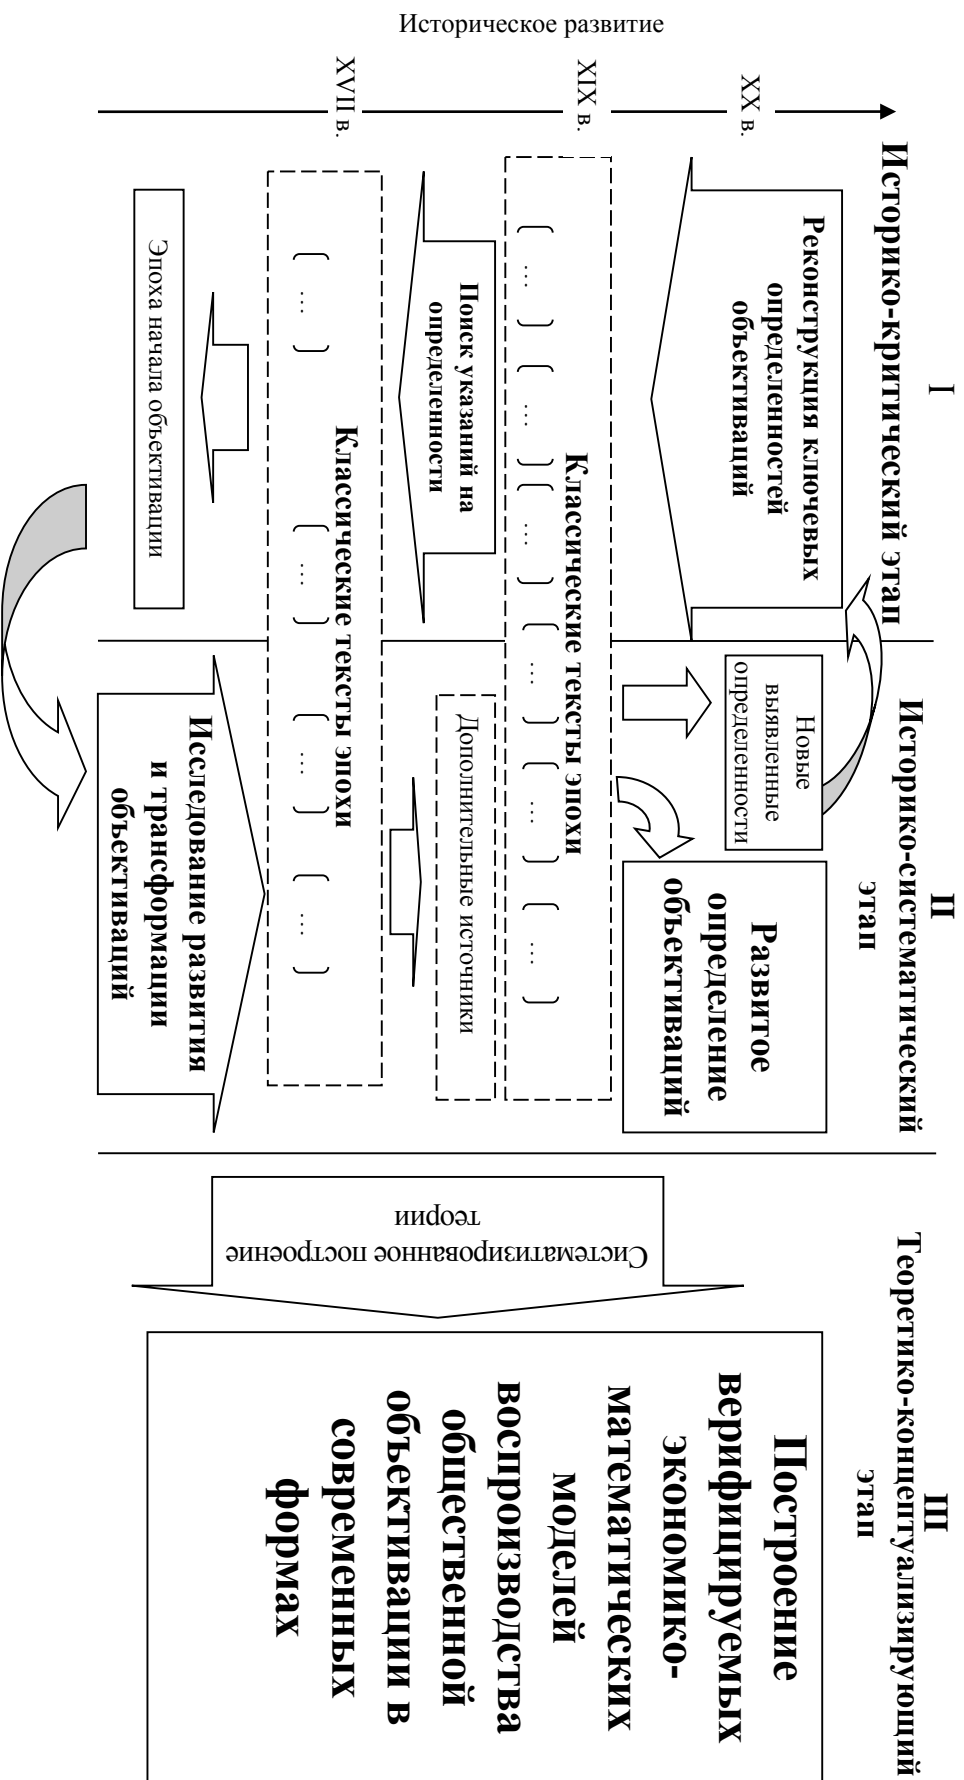 Историческое развитие
I
Историко-критический этап
II
Историко-систематический
этап
III
Теоретико-концептуализирующий
этап
XX в.
XIX в.
XVII в.
Реконструкция ключевых
определенностей
объективаций
Классические тексты эпохи
( ... ) ( ... ) ( ... ) ( ... ) ( ... ) ( ... )
Поиск указаний на
определенности
Классические тексты эпохи
( ... ) ( ... ) ( ... ) ( ... )
Эпоха начала объективации
Новые
выявленные
определенности
Развитое
определение
объективаций
Дополнительные источники
Исследование развития
и трансформации
объективаций
Систематизированное построение
теории
Построение
верифицируемых
экономико-
математических
моделей
воспроизводства
общественной
объективации в
современных
формах